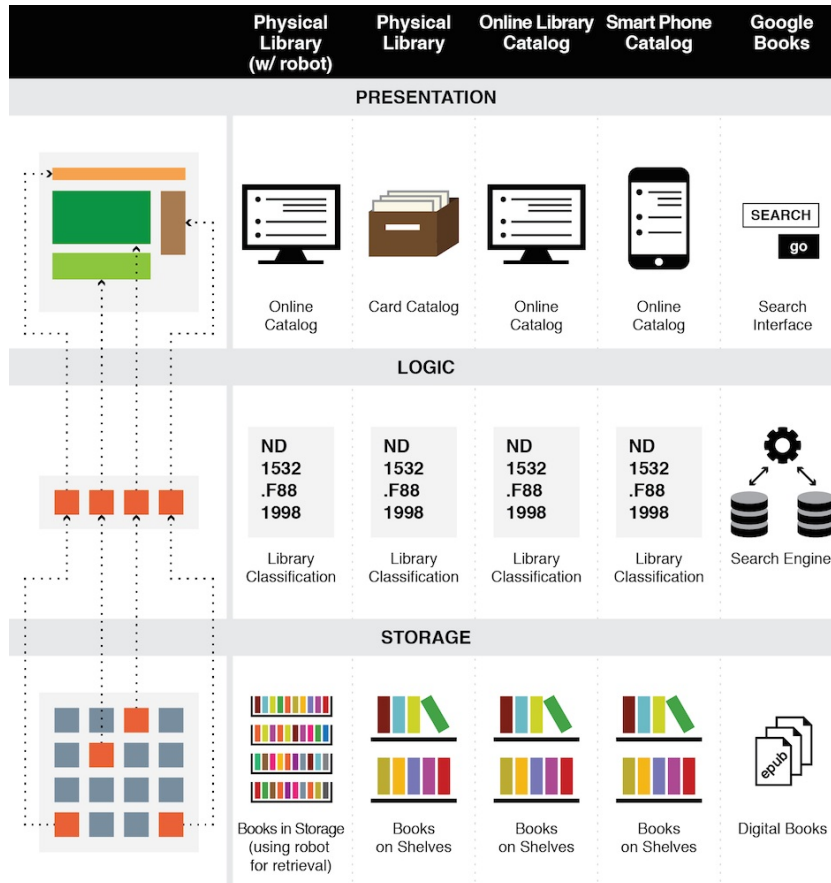 Physical
Library
(w/ robot)
Physical
Library
Online Library
Catalog
Smart Phone
Catalog
Google
Books
PRESENTATION
SEARCH
go
Online
Catalog
Card Catalog
Online
Catalog
Online
Catalog
Search
Interface
LOGIC
ND
1532
.F88
1998
ND
1532
.F88
1998
ND
1532
.F88
1998
ND
1532
.F88
1998
Library
Classification
Library
Classification
Library
Classification
Library
Classification
Search Engine
STORAGE
epub
Books in Storage
(using robot
for retrieval)
Books
on Shelves
Books
on Shelves
Books
on Shelves
Digital Books